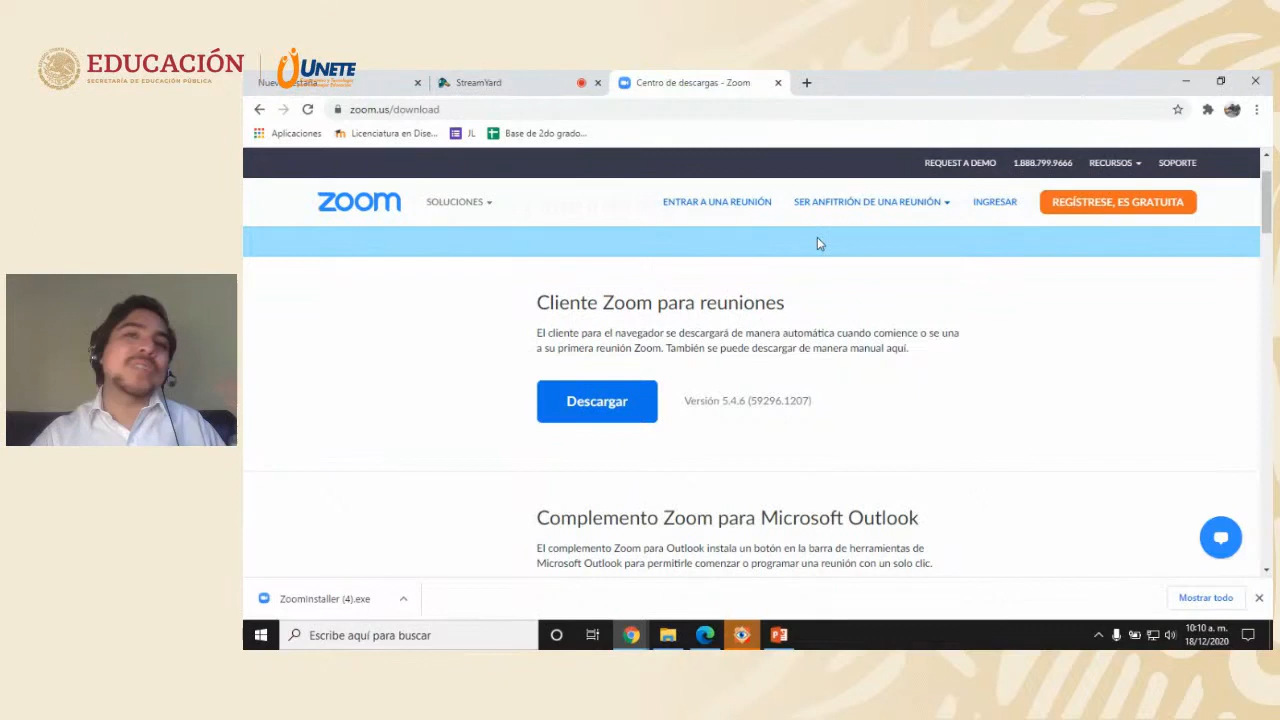 EDUCACIÓN
SECRETARÍA DE EDUCACIÓN PÚBLICA
UNETE
StreamYard
Centro de descargas - Zoom
zoom.us/download
Aplicaciones
Licenciatura en Dise...
JL
Base de 2do grado...
REQUEST A DEMO
1.888.799.9666
RECURSOS
SOPORTE
zoom
SOLUCIONES
ENTRAR A UNA REUNIÓN
SER ANFITRIÓN DE UNA REUNIÓN
INGRESAR
REGÍSTRESE, ES GRATUITA
Cliente Zoom para reuniones
El cliente para el navegador se descargará de manera automática cuando comience o se una
a su primera reunión Zoom. También se puede descargar de manera manual aquí.
Descargar
Versión 5.4.6 (59296.1207)
Complemento Zoom para Microsoft Outlook
El complemento Zoom para Outlook instala un botón en la barra de herramientas de
Microsoft Outlook para permitirle comenzar o programar una reunión con un solo clic.
ZoomInstaller (4).exe
Mostrar todo
Escribe aquí para buscar
10:10 a. m.
18/12/2020